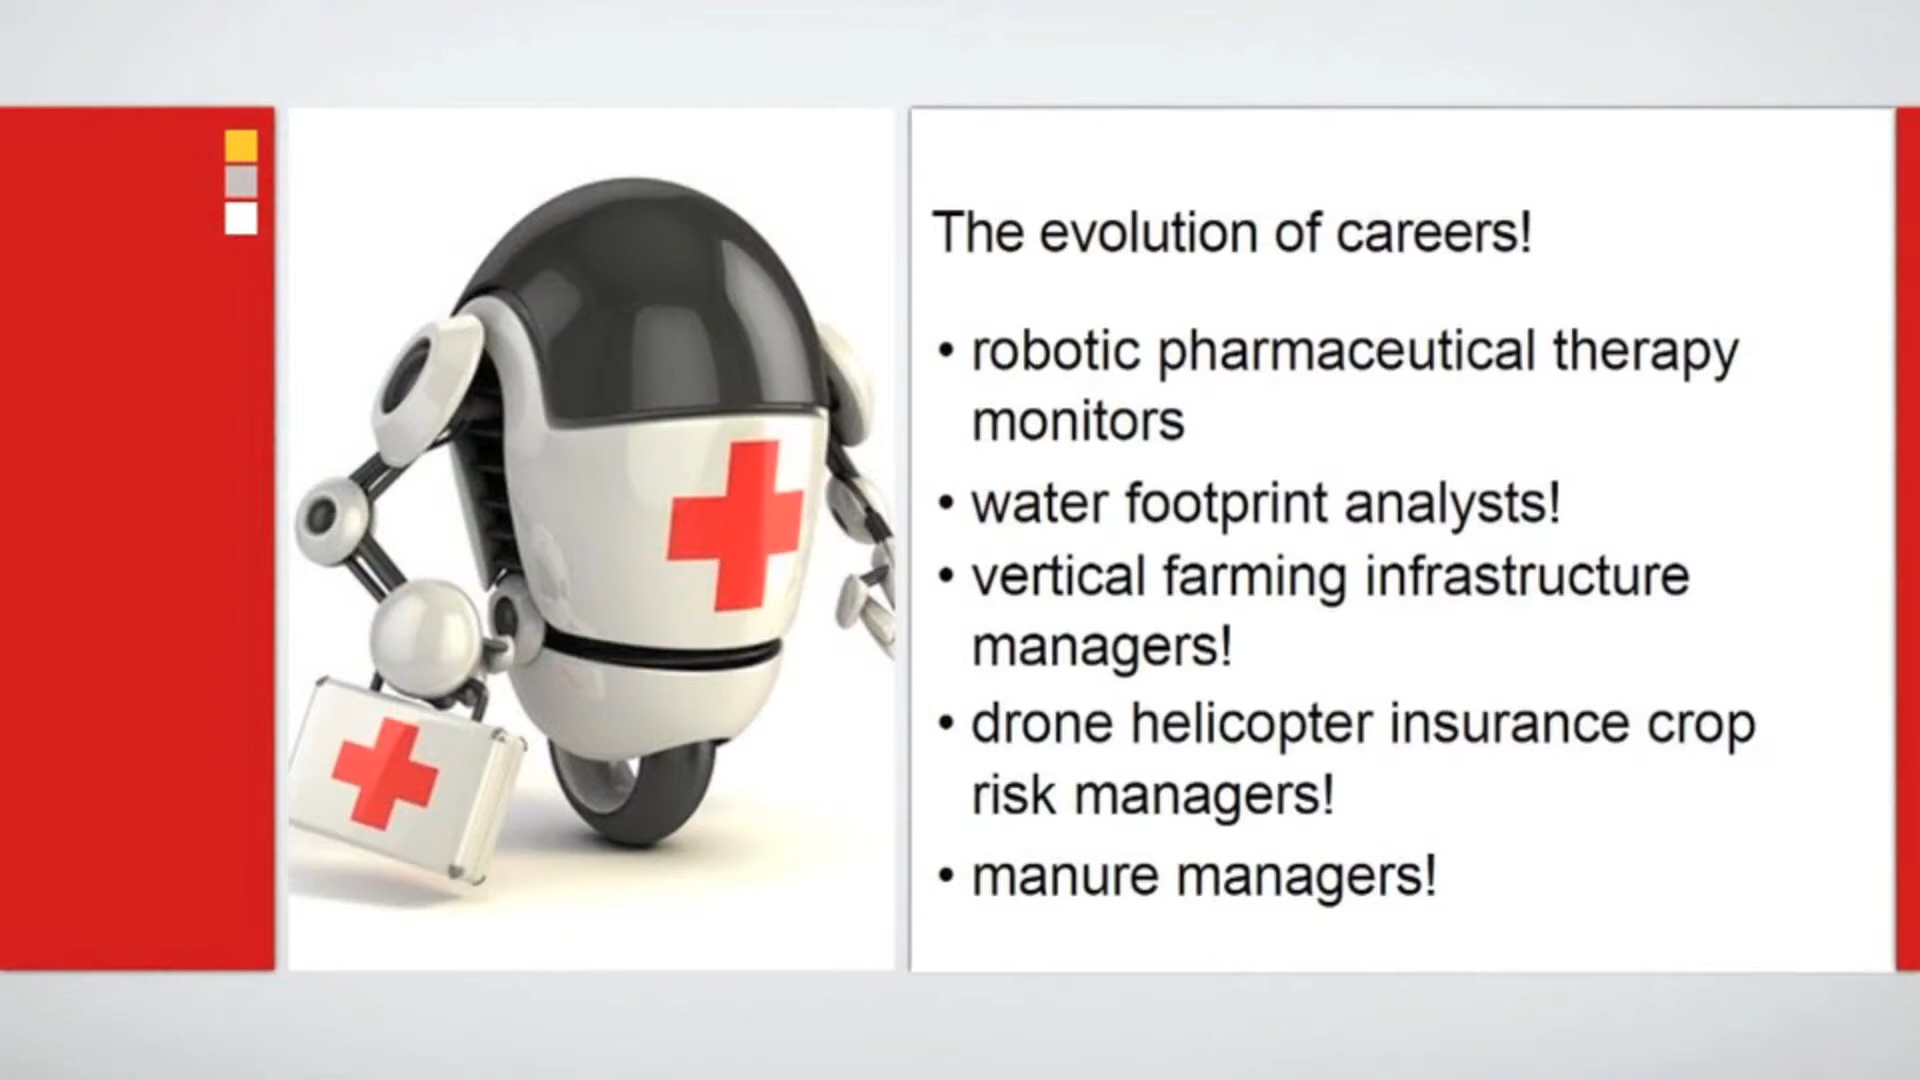 The evolution of careers!
• robotic pharmaceutical therapy
monitors
• water footprint analysts!
• vertical farming infrastructure
managers!
• drone helicopter insurance crop
risk managers!
• manure managers!